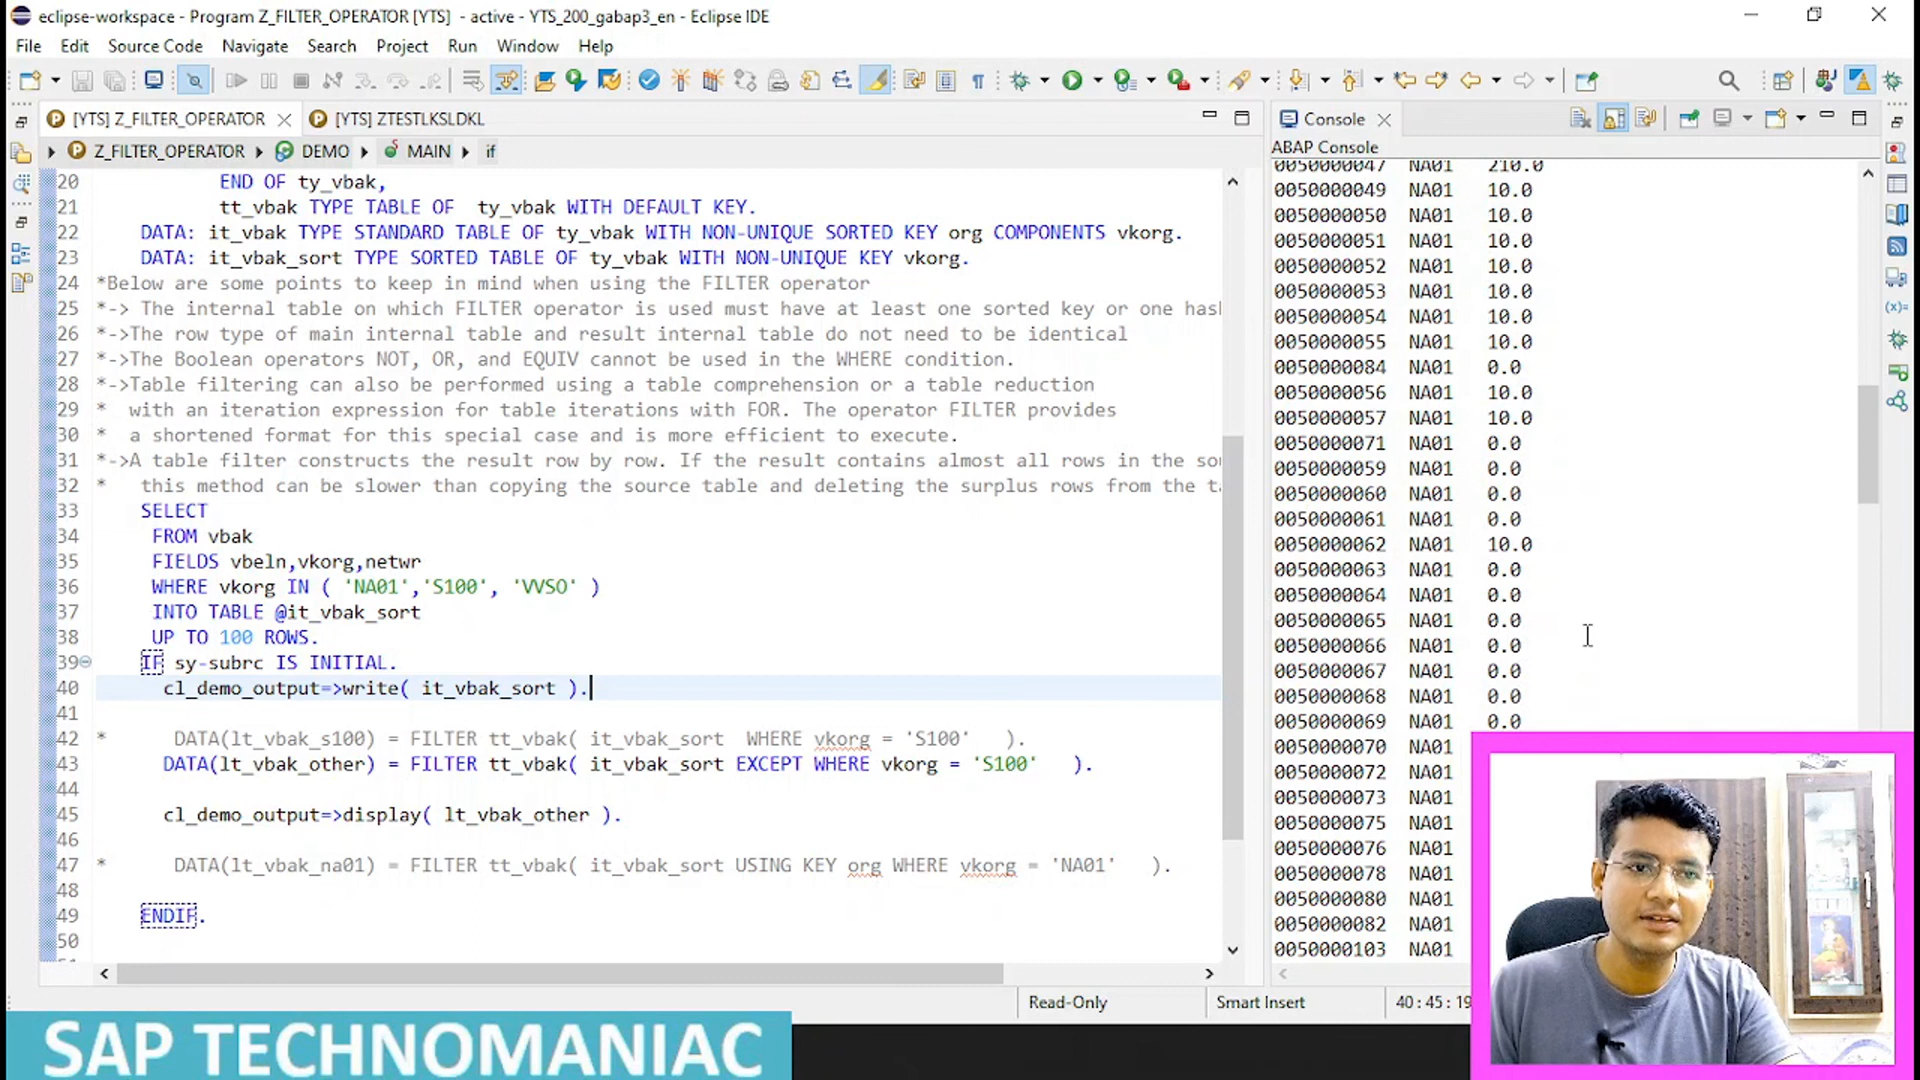 eclipse-workspace - Program Z_FILTER_OPERATOR [YTS] - active - YTS_200_gabap3_en - Eclipse IDE
File Edit Source Code Navigate Search Project Run Window Help
[YTS] Z_FILTER_OPERATOR [YTS] ZTESTLKSLDKL
Z_FILTER_OPERATOR DEMO MAIN if
20 END OF ty_vbak,
21 tt_vbak TYPE TABLE OF ty_vbak WITH DEFAULT KEY.
22 DATA: it_vbak TYPE STANDARD TABLE OF ty_vbak WITH NON-UNIQUE SORTED KEY org COMPONENTS vkorg.
23 DATA: it_vbak_sort TYPE SORTED TABLE OF ty_vbak WITH NON-UNIQUE KEY vkorg.
24 *Below are some points to keep in mind when using the FILTER operator
25 *-> The internal table on which FILTER operator is used must have at least one sorted key or one hash
26 *->The row type of main internal table and result internal table do not need to be identical
27 *->The Boolean operators NOT, OR, and EQUIV cannot be used in the WHERE condition.
28 *->Table filtering can also be performed using a table comprehension or a table reduction
29 * with an iteration expression for table iterations with FOR. The operator FILTER provides
30 * a shortened format for this special case and is more efficient to execute.
31 *->A table filter constructs the result row by row. If the result contains almost all rows in the
32 * this method can be slower than copying the source table and deleting the surplus rows from the
33 SELECT
34 FROM vbak
35 FIELDS vbeln,vkorg,netwr
36 WHERE vkorg IN ( 'NA01','S100', 'VVSO' )
37 INTO TABLE @it_vbak_sort
38 UP TO 100 ROWS.
39 IF sy-subrc IS INITIAL.
40 cl_demo_output=>write( it_vbak_sort ).
41
42 * DATA(lt_vbak_s100) = FILTER tt_vbak( it_vbak_sort WHERE vkorg = 'S100' ).
43 DATA(lt_vbak_other) = FILTER tt_vbak( it_vbak_sort EXCEPT WHERE vkorg = 'S100' ).
44
45 cl_demo_output=>display( lt_vbak_other ).
46
47 * DATA(lt_vbak_na01) = FILTER tt_vbak( it_vbak_sort USING KEY org WHERE vkorg = 'NA01' ).
48
49 ENDIF.
50
Console
ABAP Console
0050000047 NA01 210.0
0050000049 NA01 10.0
0050000050 NA01 10.0
0050000051 NA01 10.0
0050000052 NA01 10.0
0050000053 NA01 10.0
0050000054 NA01 10.0
0050000055 NA01 10.0
0050000084 NA01 0.0
0050000056 NA01 10.0
0050000057 NA01 10.0
0050000071 NA01 0.0
0050000059 NA01 0.0
0050000060 NA01 0.0
0050000061 NA01 0.0
0050000062 NA01 10.0
0050000063 NA01 0.0
0050000064 NA01 0.0
0050000065 NA01 0.0
0050000066 NA01 0.0
0050000067 NA01 0.0
0050000068 NA01 0.0
0050000069 NA01 0.0
0050000070 NA01
0050000072 NA01
0050000073 NA01
0050000075 NA01
0050000076 NA01
0050000078 NA01
0050000080 NA01
0050000082 NA01
0050000103 NA01
Read-Only Smart Insert 40 : 45 : 19
SAP TECHNOMANIAC